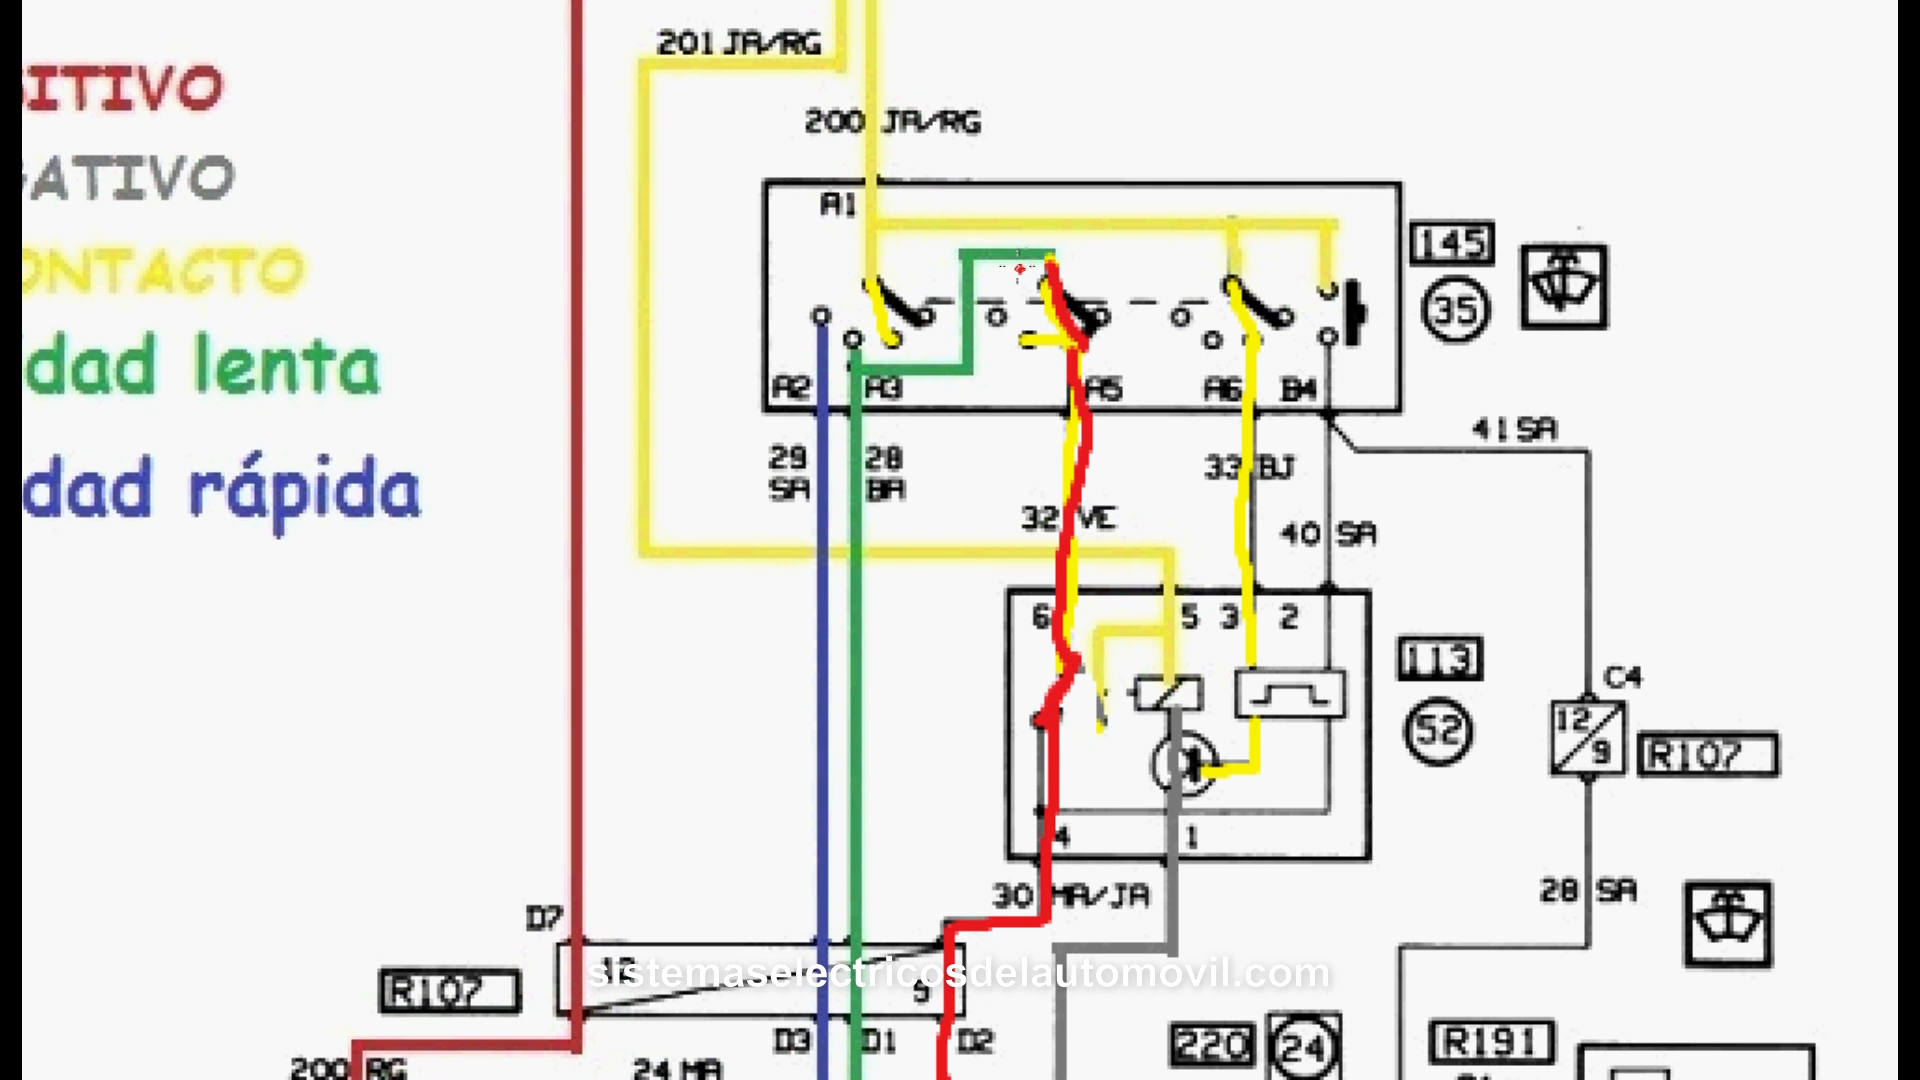 201 JA/RG
ITIVO
200 JA/RG
GATIVO
A1
145
ONTACTO
35
dad lenta
A2
A3
A5
A6
B4
41 SA
29
SA
28
BA
33 BJ
dad rápida
32 VE
40 SA
6
5
3
2
113
C4
52
12
9
R107
4
1
30 MA/JA
28 SA
D7
sistemaselectricosdelautomovil.com
R107
9
D3
D1
D2
220
24
R191
200 RG
24 MA